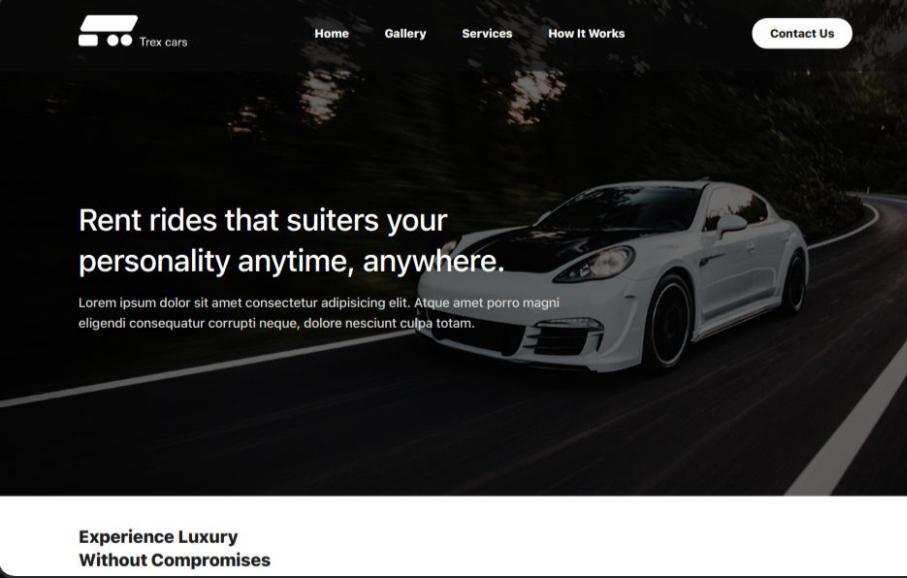 Trex cars
Home
Gallery
Services
How It Works
Contact Us
Rent rides that suiters your
personality anytime, anywhere.
Lorem ipsum dolor sit amet consectetur adipisicing elit. Atque amet porro magni
eligendi consequatur corrupti neque, dolore nesciunt culpa totam.
Experience Luxury
Without Compromises